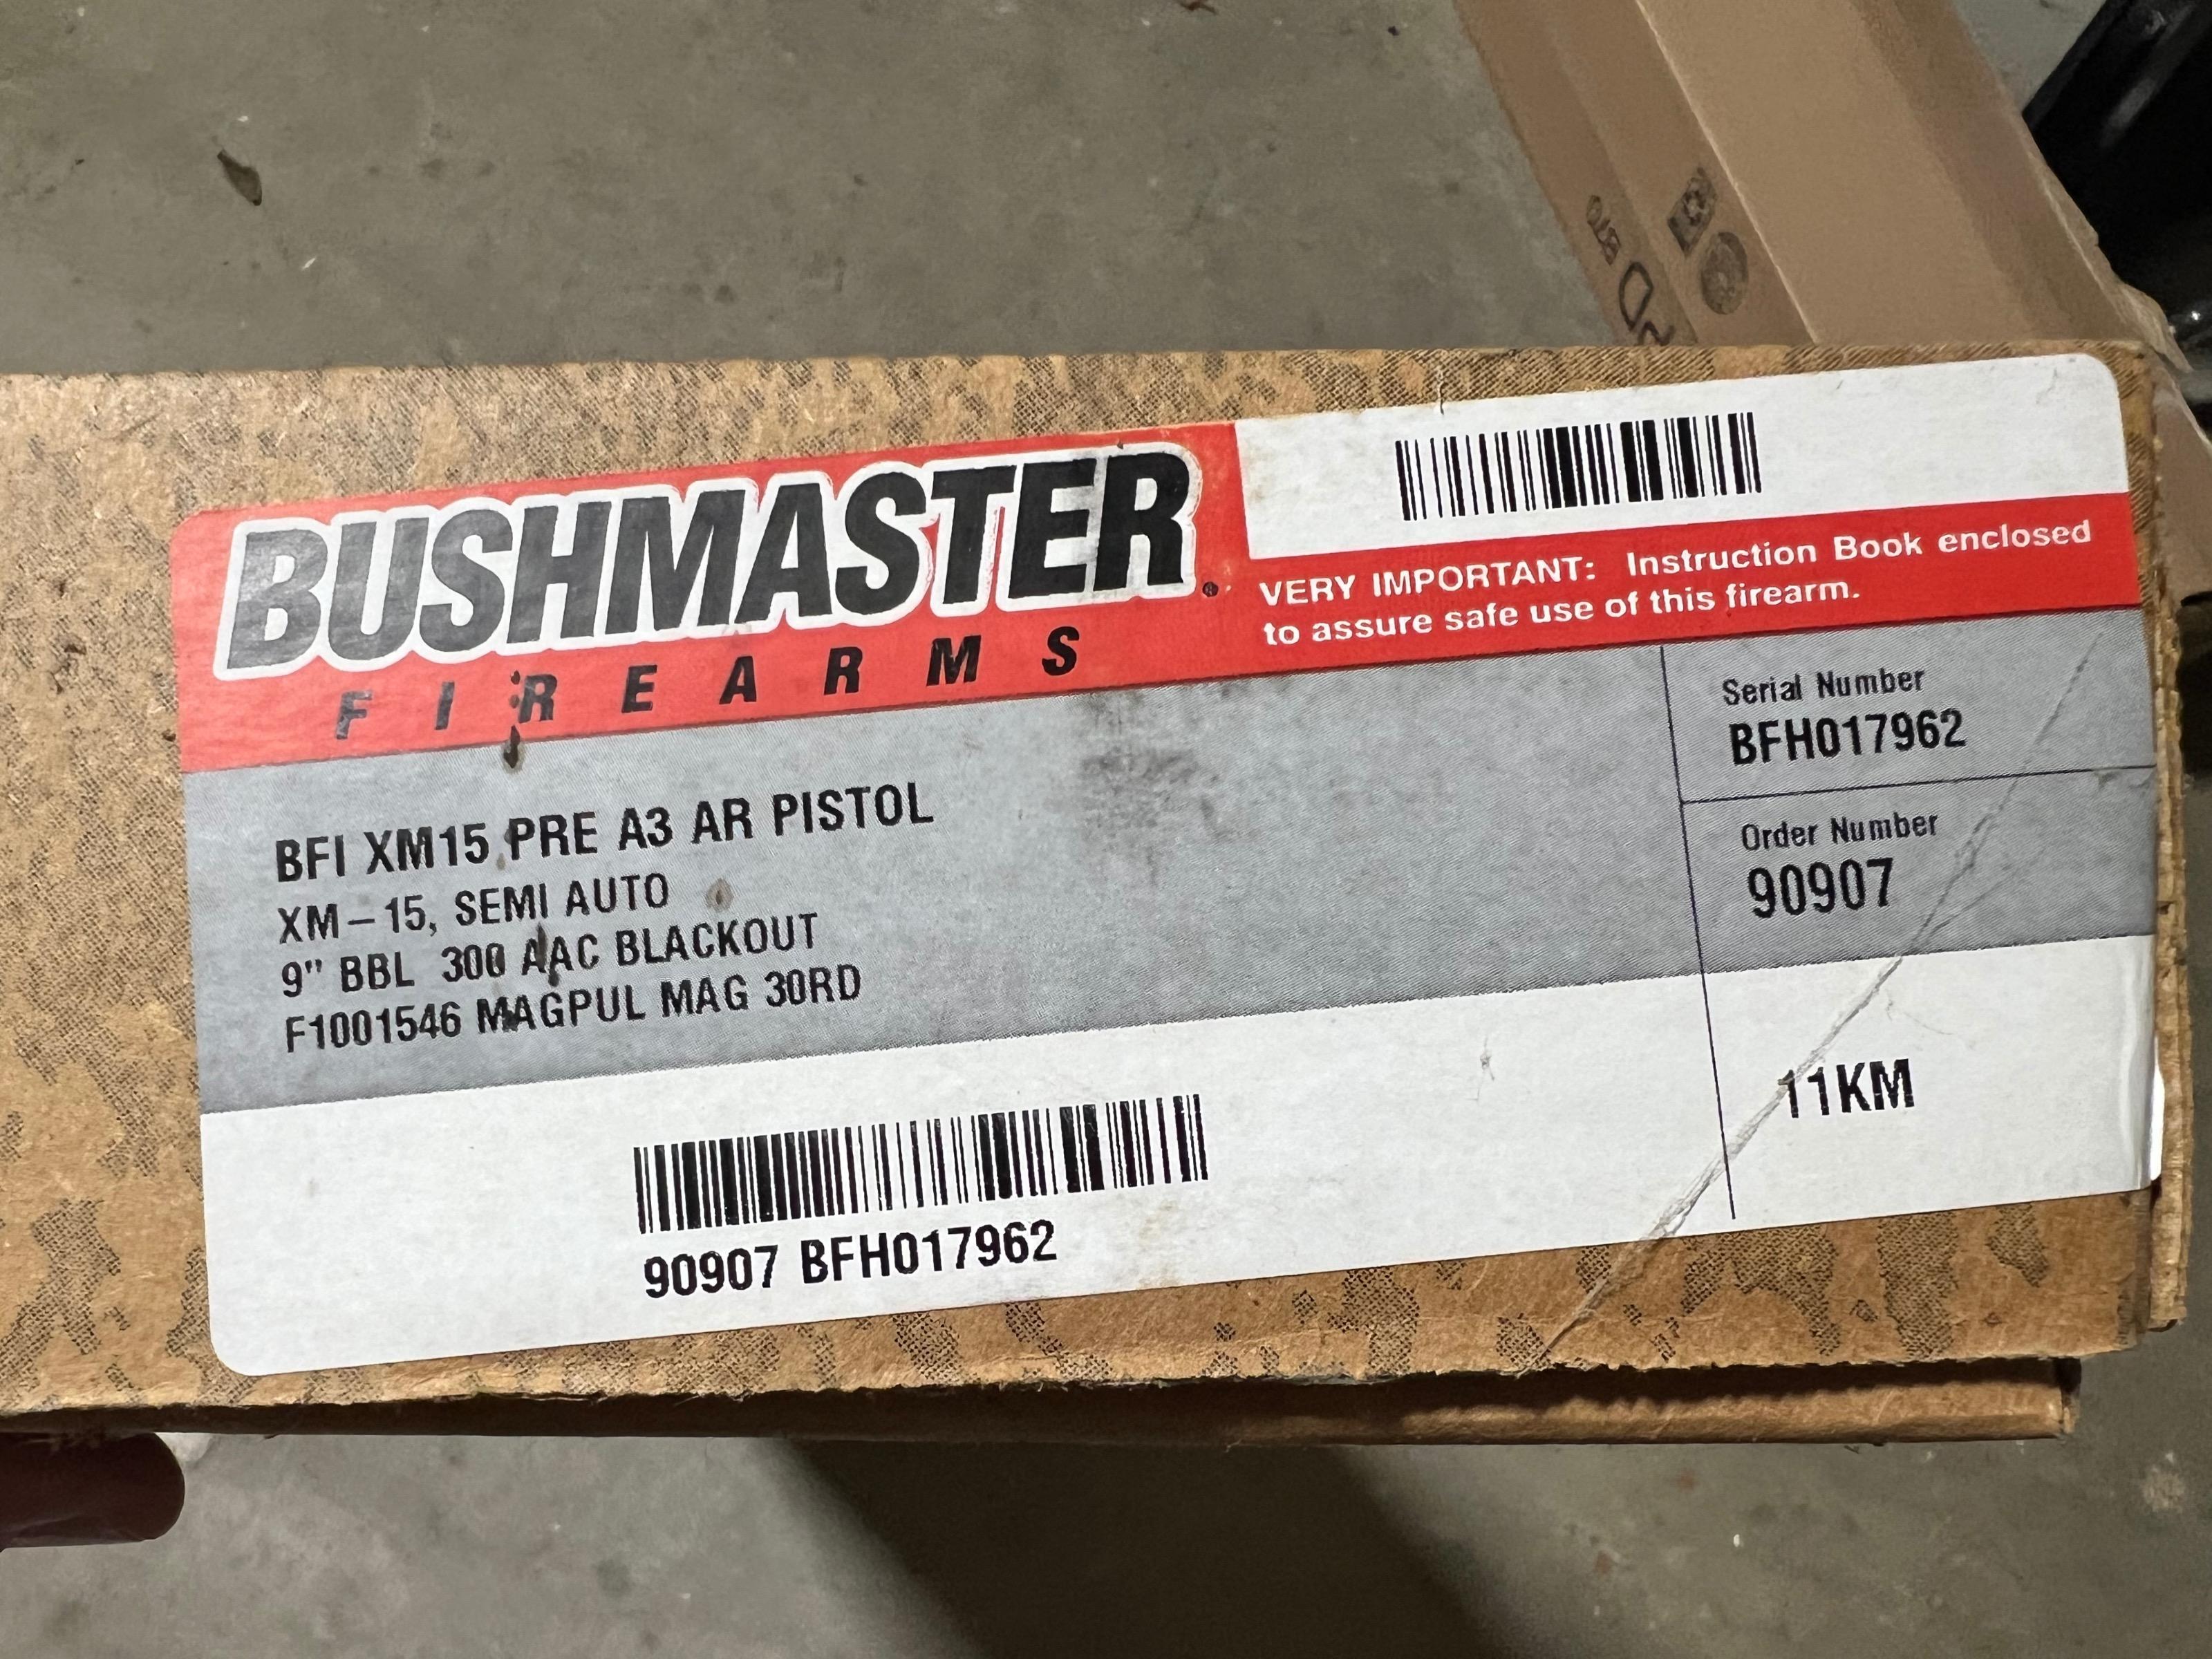 BUSHMASTER
FIREARMS
VERY IMPORTANT: Instruction Book enclosed
to assure safe use of this firearm.
Serial Number
BFH017962
Order Number
90907
BFI XM15 PRE A3 AR PISTOL
XM-15, SEMI AUTO
9" BBL 300 AAC BLACKOUT
F1001546 MAGPUL MAG 30RD
11KM
90907 BFH017962